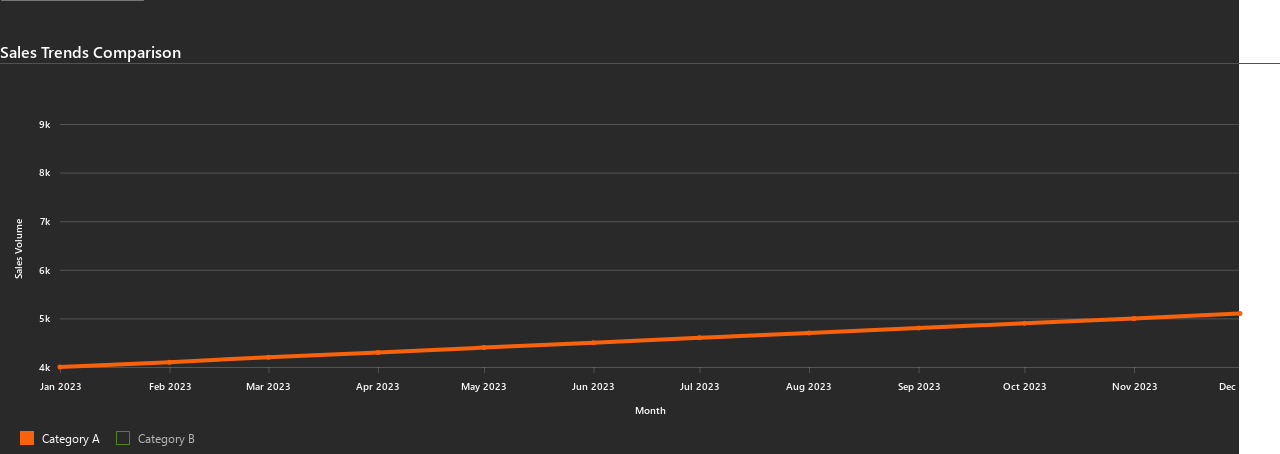 Sales Trends Comparison
9k
8k
7k
6k
5k
4k
Sales Volume
Jan 2023 Feb 2023 Mar 2023 Apr 2023 May 2023 Jun 2023 Jul 2023 Aug 2023 Sep 2023 Oct 2023 Nov 2023 Dec
Month
Category A Category B